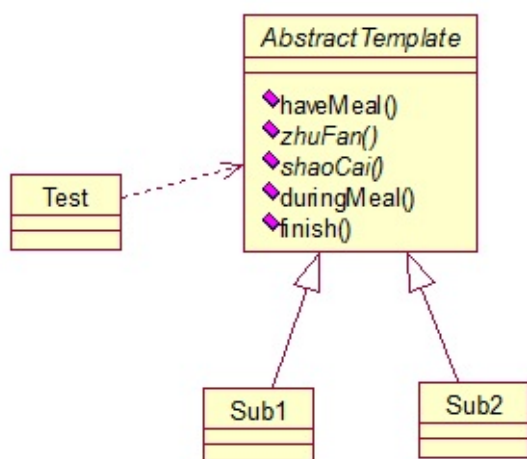 AbstractTemplate
haveMeal()
zhuFan()
shaoCai()
duringMeal()
finish()
Test
Sub1
Sub2